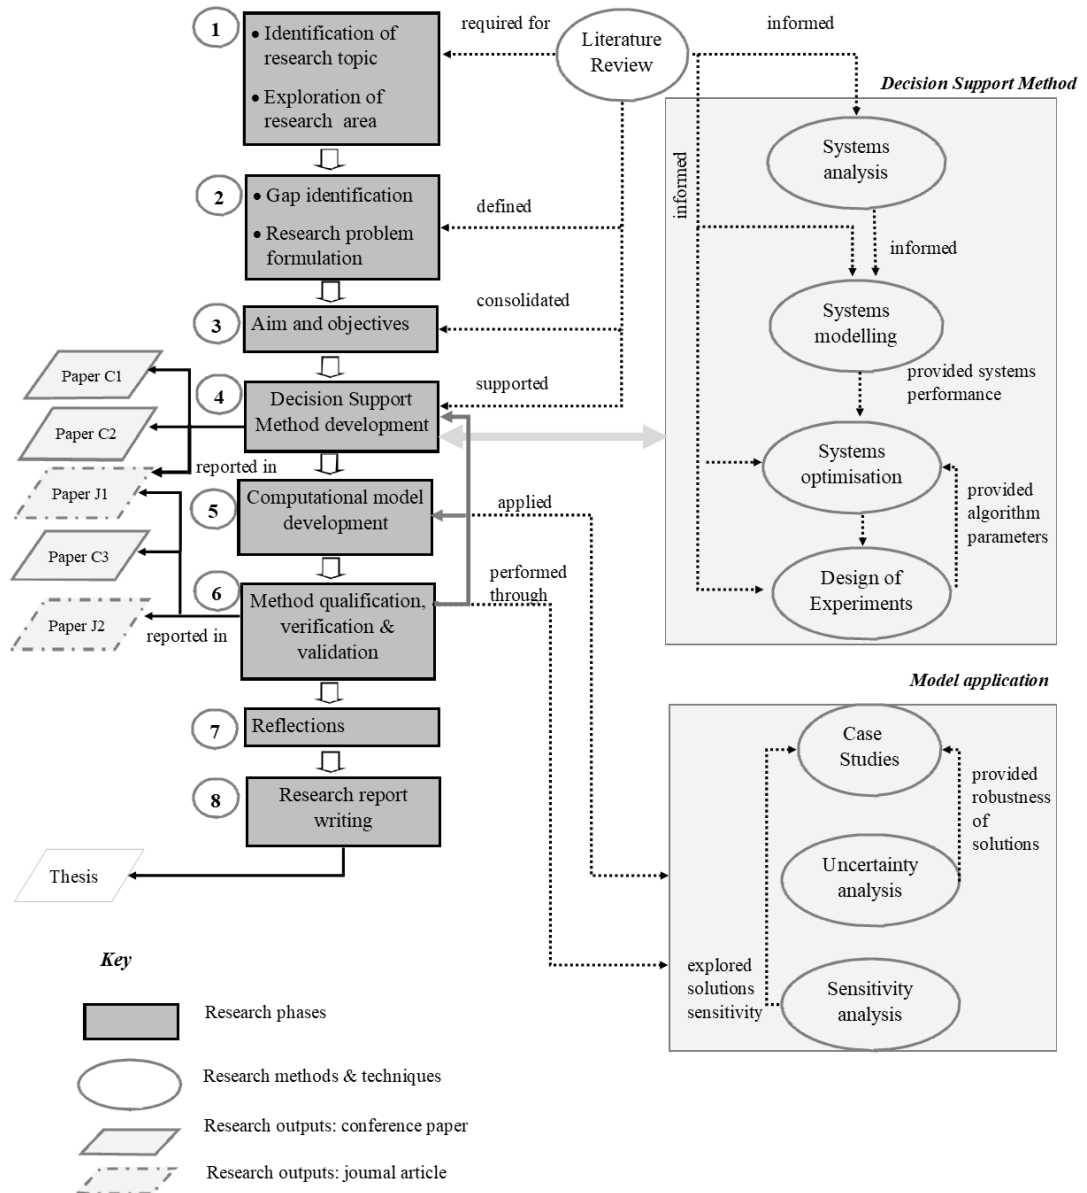 1
• Identification of
research topic
• Exploration of
research area
required for
Literature
Review
informed
Decision Support Method
Systems
analysis
informed
2
• Gap identification
• Research problem
formulation
defined
informed
3
Aim and objectives
consolidated
Systems
modelling
Paper C1
4
Decision Support
Method development
supported
provided systems
performance
Paper C2
reported in
Systems
optimisation
Paper J1
5
Computational model
development
applied
provided
algorithm
parameters
Paper C3
6
Method qualification,
verification &
validation
performed
through
Design of
Experiments
Paper J2
reported in
Model application
7
Reflections
Case
Studies
provided
robustness
of
solutions
8
Research report
writing
Thesis
Uncertainty
analysis
explored
solutions
sensitivity
Sensitivity
analysis
Key
Research phases
Research methods & techniques
Research outputs: conference paper
Research outputs: journal article